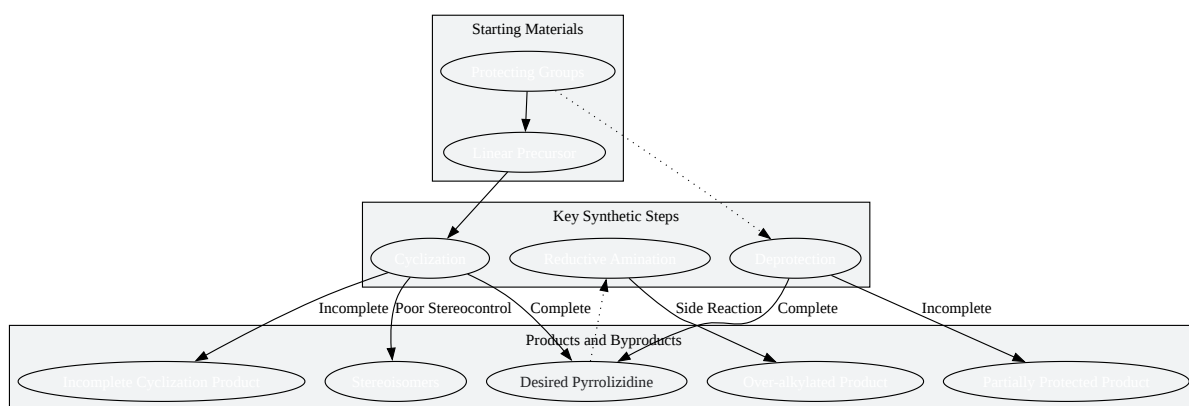 Starting Materials
Protecting Groups
Linear Precursor
Key Synthetic Steps
Cyclization
Reductive Amination
Deprotection
Incomplete
Poor Stereocontrol
Complete
Side Reaction
Complete
Incomplete
Products and Byproducts
Incomplete Cyclization Product
Stereoisomers
Desired Pyrrolizidine
Over-alkylated Product
Partially Protected Product